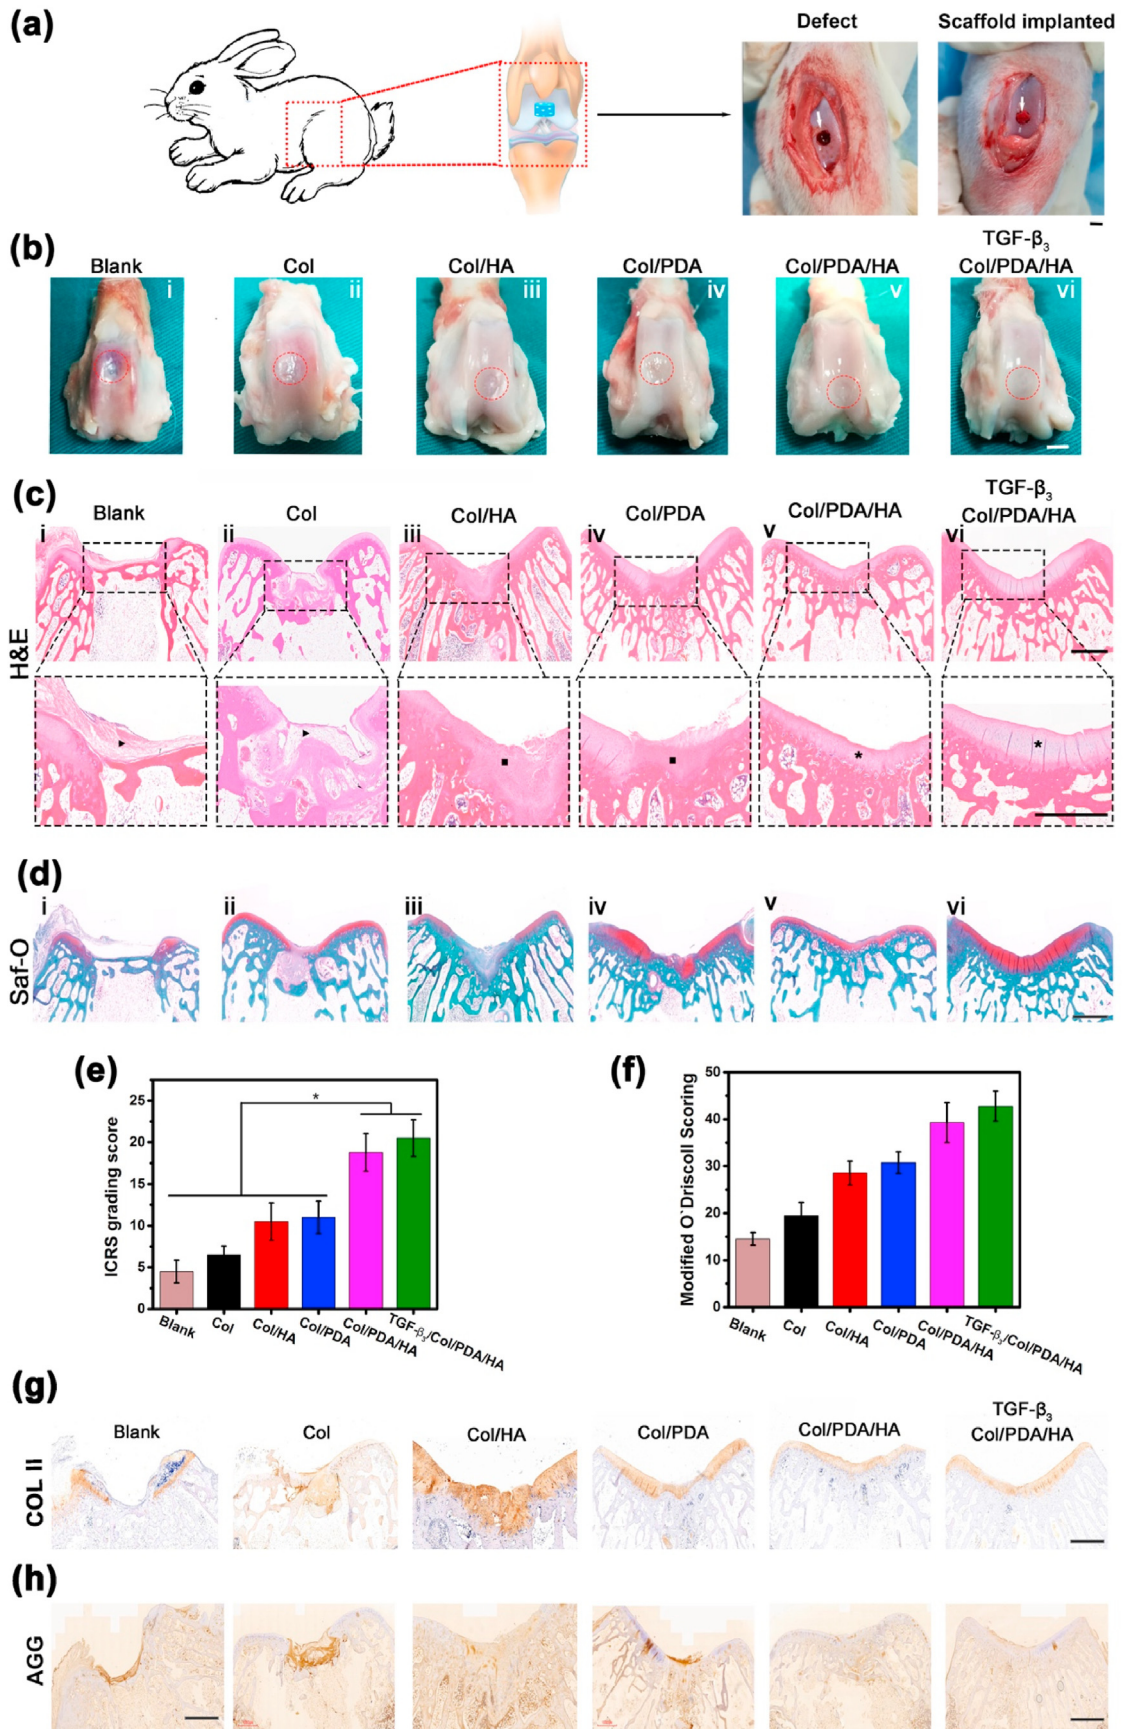 (a)
Defect
Scaffold implanted
(b)
Blank
Col
Col/HA
Col/PDA
Col/PDA/HA
TGF-β₃
Col/PDA/HA
i
ii
iii
iv
v
vi
(c)
Blank
Col
Col/HA
Col/PDA
Col/PDA/HA
TGF-β₃
Col/PDA/HA
i
ii
iii
iv
v
vi
H&E
(d)
i
ii
iii
iv
v
vi
Saf-O
(e)
ICRS grading score
25
20
15
10
5
0
*
Blank
Col
Col/HA
Col/PDA
Col/PDA/HA
TGF-β₃/Col/PDA/HA
(f)
Modified O`Driscoll Scoring
50
40
30
20
10
0
Blank
Col
Col/HA
Col/PDA
Col/PDA/HA
TGF-β₃/Col/PDA/HA
(g)
Blank
Col
Col/HA
Col/PDA
Col/PDA/HA
TGF-β₃
Col/PDA/HA
COL II
(h)
AGG